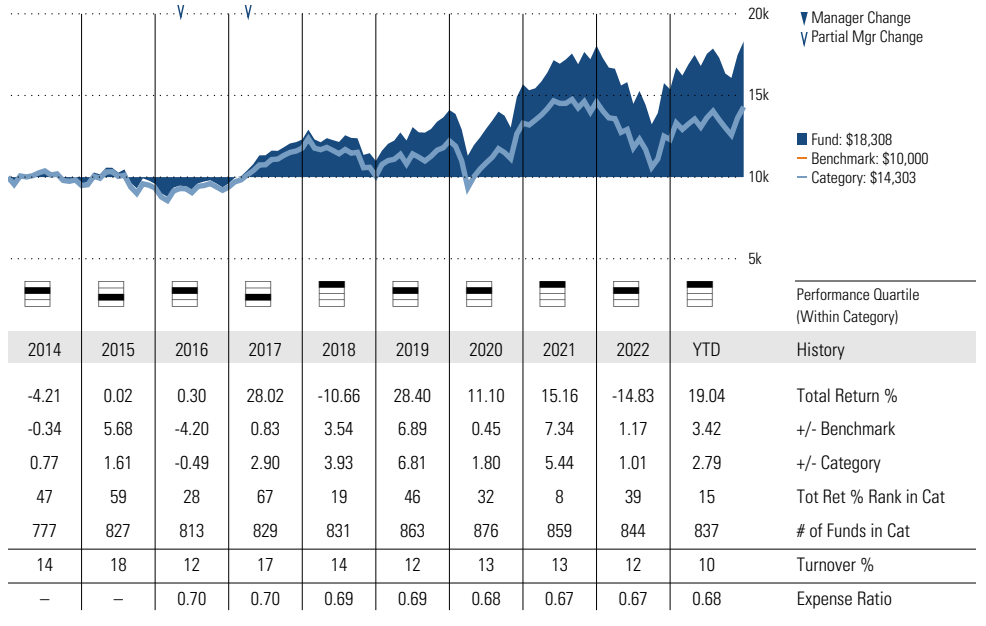 20k
Manager Change
Partial Mgr Change
15k
Fund: $18,308
Benchmark: $10,000
Category: $14,303
10k
5k
Performance Quartile
(Within Category)
2014 2015 2016 2017 2018 2019 2020 2021 2022 YTD History
-4.21 0.02 0.30 28.02 -10.66 28.40 11.10 15.16 -14.83 19.04 Total Return %
-0.34 5.68 -4.20 0.83 3.54 6.89 0.45 7.34 1.17 3.42 +/- Benchmark
0.77 1.61 -0.49 2.90 3.93 6.81 1.80 5.44 1.01 2.79 +/- Category
47 59 28 67 19 46 32 8 39 15 Tot Ret % Rank in Cat
777 827 813 829 831 863 876 859 844 837 # of Funds in Cat
14 18 12 17 14 12 13 13 12 10 Turnover %
– – 0.70 0.70 0.69 0.69 0.68 0.67 0.67 0.68 Expense Ratio